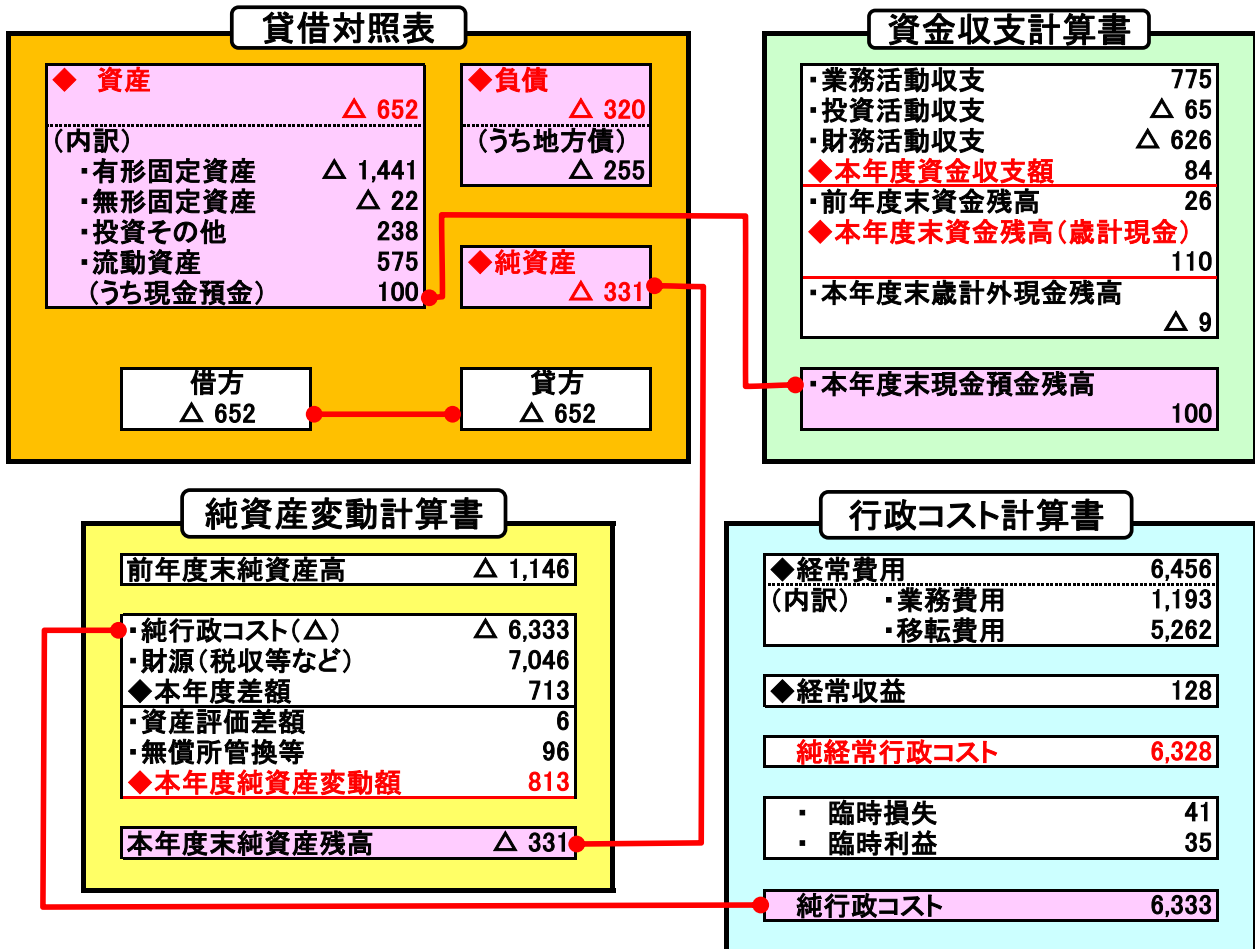 貸借対照表
◆ 資産
△ 652
(内訳)
・有形固定資産 △ 1,441
・無形固定資産 △ 22
・投資その他 238
・流動資産 575
(うち現金預金) 100
◆負債
△ 320
(うち地方債)
△ 255
◆純資産
△ 331
借方
△ 652
貸方
△ 652
資金収支計算書
・業務活動収支 775
・投資活動収支 △ 65
・財務活動収支 △ 626
◆本年度資金収支額 84
・前年度末資金残高 26
◆本年度末資金残高(歳計現金)
110
・本年度末歳計外現金残高
△ 9
・本年度末現金預金残高
100
純資産変動計算書
前年度末純資産高 △ 1,146
・純行政コスト(△) △ 6,333
・財源(税収等など) 7,046
◆本年度差額 713
・資産評価差額 6
・無償所管換等 96
◆本年度純資産変動額 813
本年度末純資産残高 △ 331
行政コスト計算書
◆経常費用 6,456
(内訳) ・業務費用 1,193
・移転費用 5,262
◆経常収益 128
純経常行政コスト 6,328
・ 臨時損失 41
・ 臨時利益 35
純行政コスト 6,333